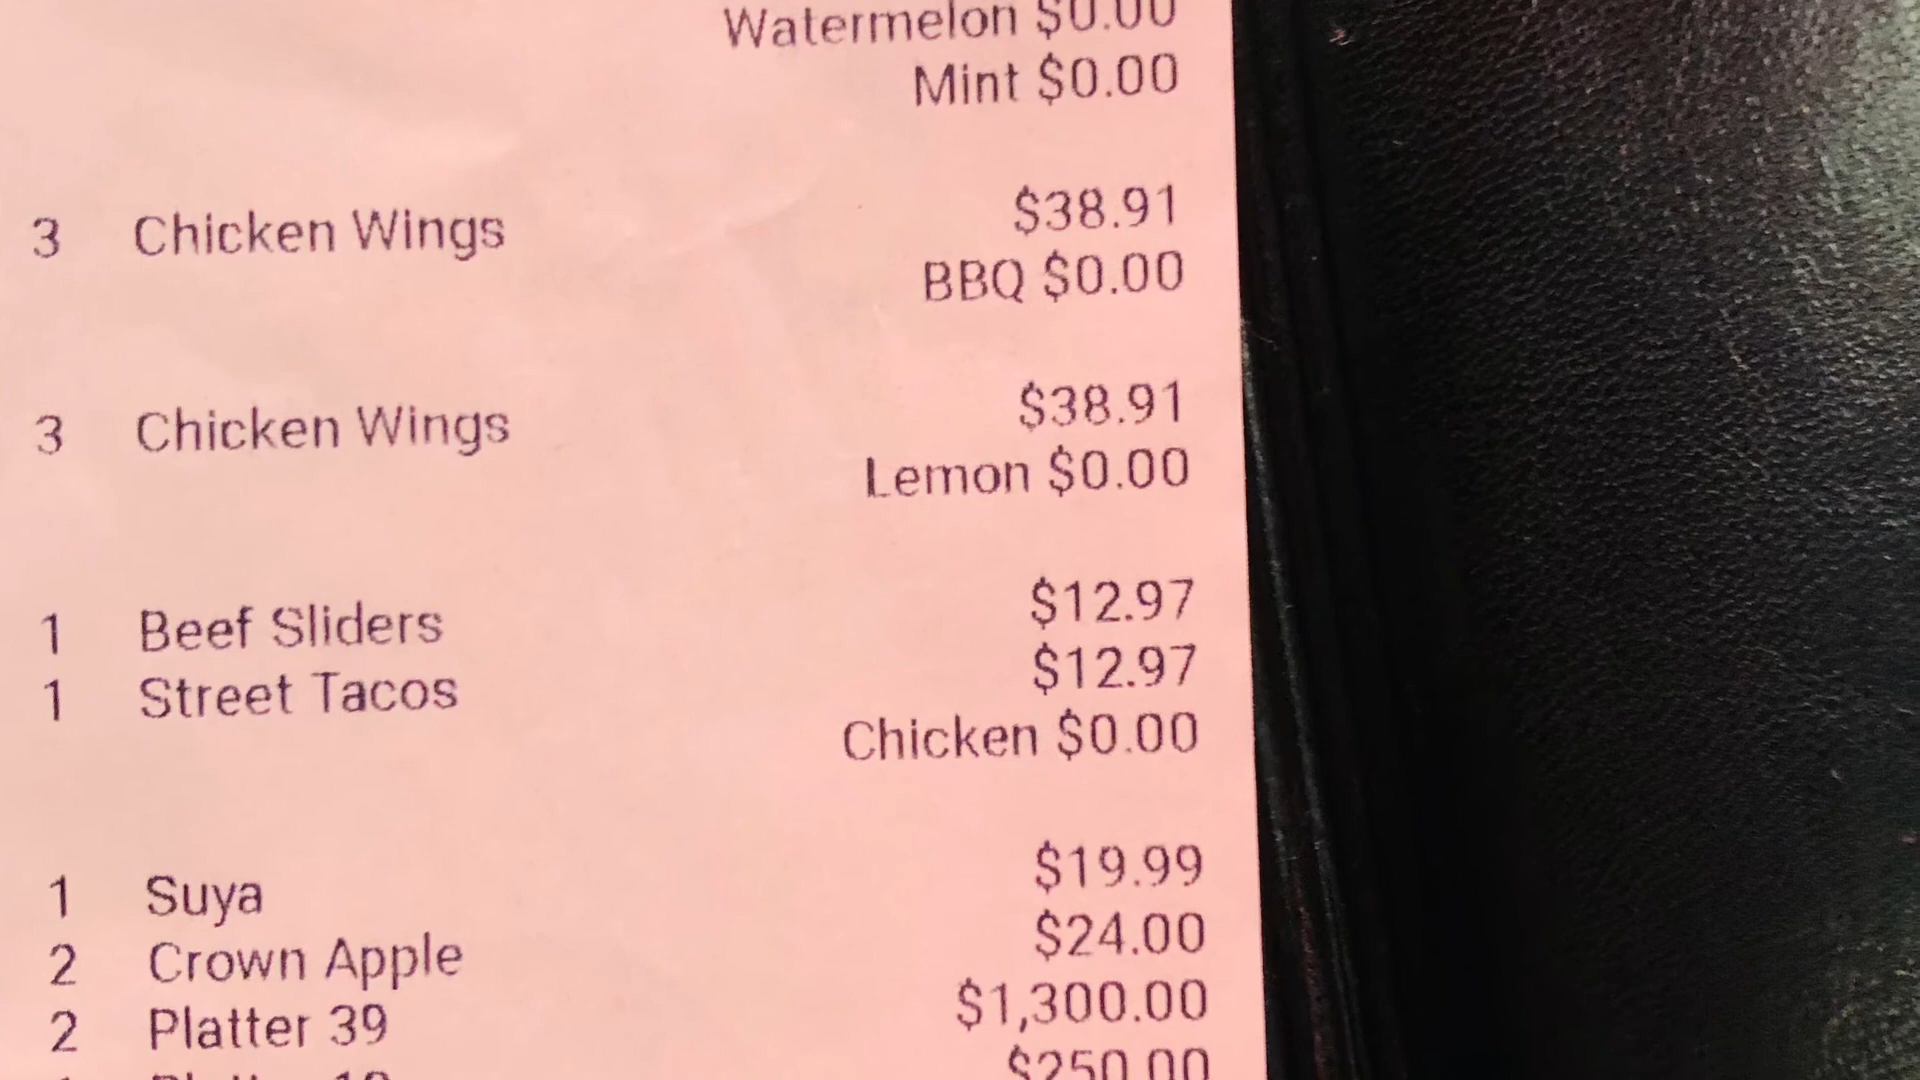 Watermelon $0.00
Mint $0.00
3 Chicken Wings $38.91
BBQ $0.00
3 Chicken Wings $38.91
Lemon $0.00
1 Beef Sliders $12.97
1 Street Tacos $12.97
Chicken $0.00
1 Suya $19.99
2 Crown Apple $24.00
2 Platter 39 $1,300.00
$250.00